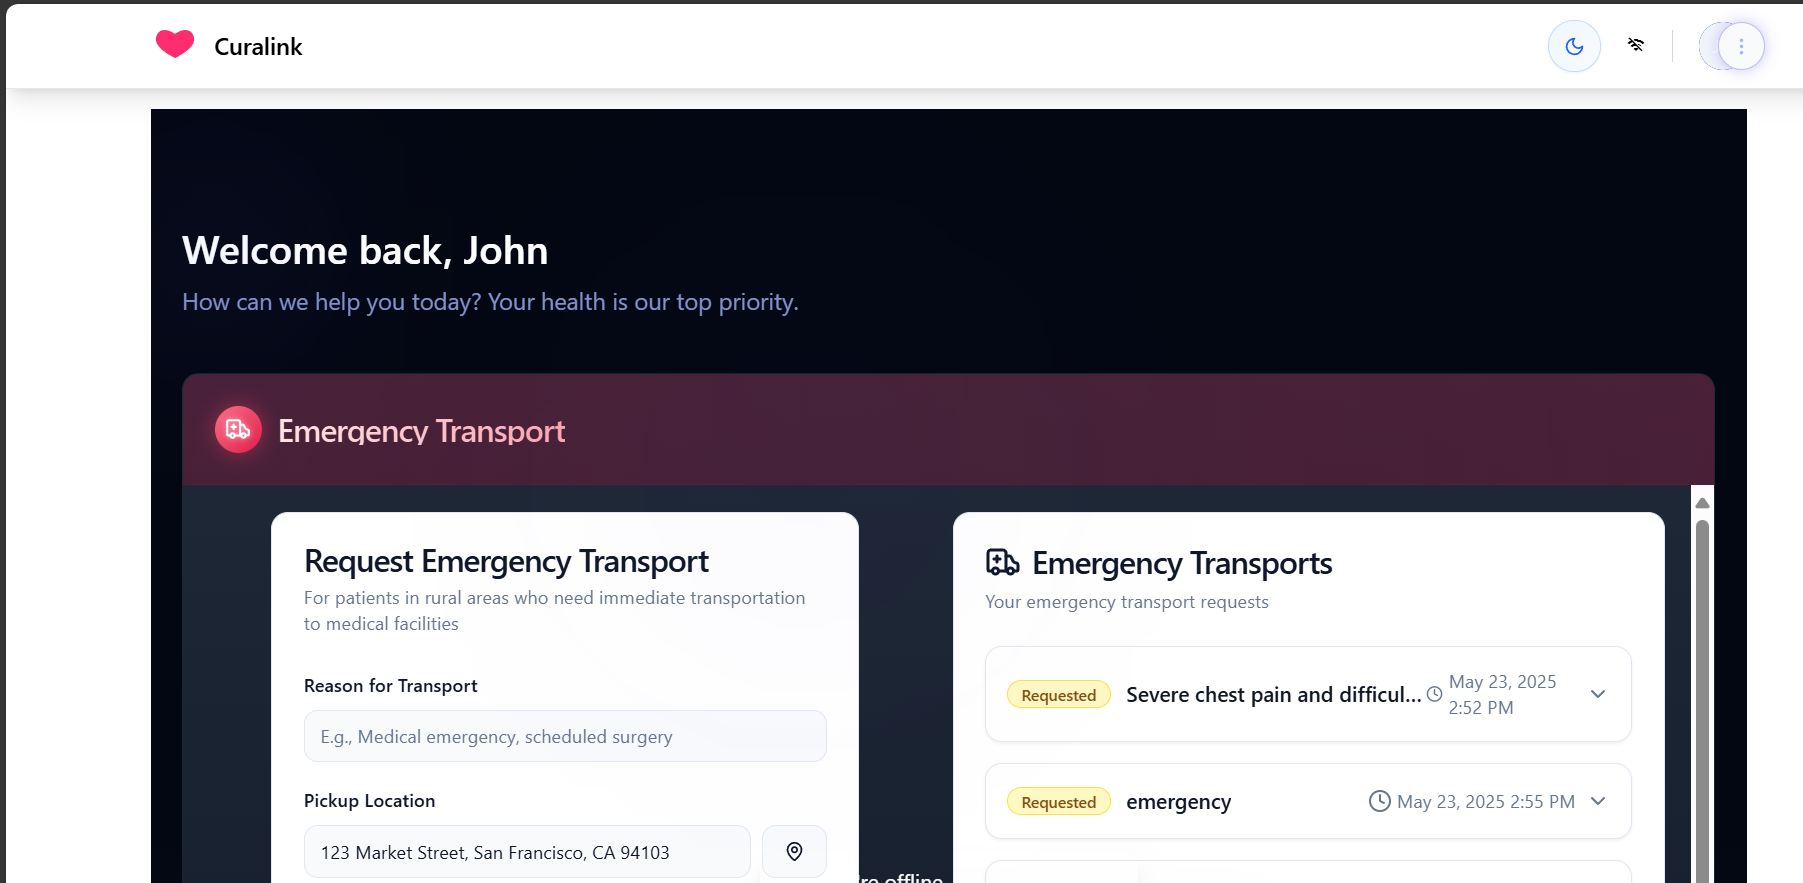 Curalink
Welcome back, John
How can we help you today? Your health is our top priority.
Emergency Transport
Request Emergency Transport
For patients in rural areas who need immediate transportation
to medical facilities
Reason for Transport
E.g., Medical emergency, scheduled surgery
Pickup Location
123 Market Street, San Francisco, CA 94103
Emergency Transports
Your emergency transport requests
Requested
Severe chest pain and difficul...
May 23, 2025
2:52 PM
Requested
emergency
May 23, 2025 2:55 PM
offline